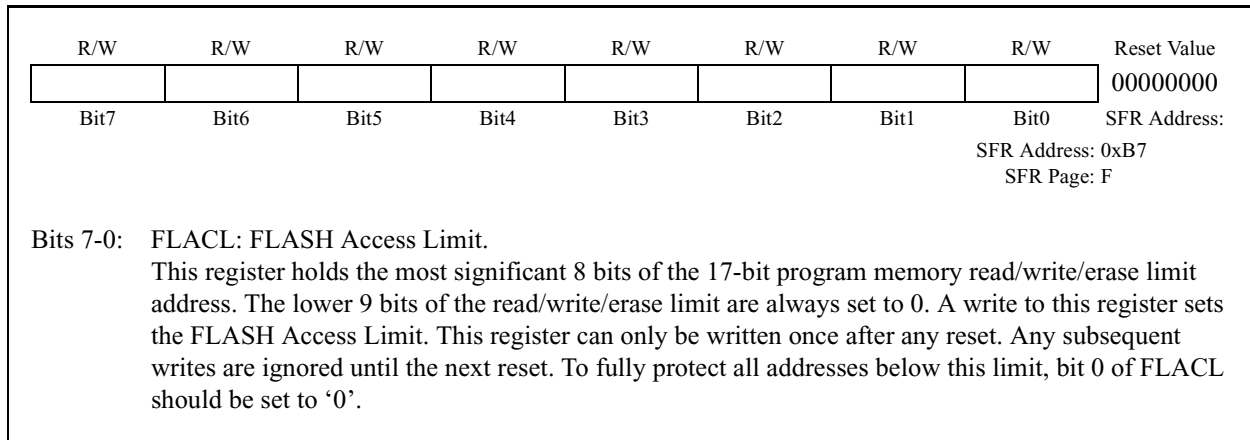 R/W R/W R/W R/W R/W R/W R/W R/W Reset Value
00000000
Bit7 Bit6 Bit5 Bit4 Bit3 Bit2 Bit1 Bit0 SFR Address:
SFR Address: 0xB7
SFR Page: F
Bits 7-0: FLACL: FLASH Access Limit.
This register holds the most significant 8 bits of the 17-bit program memory read/write/erase limit
address. The lower 9 bits of the read/write/erase limit are always set to 0. A write to this register sets
the FLASH Access Limit. This register can only be written once after any reset. Any subsequent
writes are ignored until the next reset. To fully protect all addresses below this limit, bit 0 of FLACL
should be set to ‘0’.